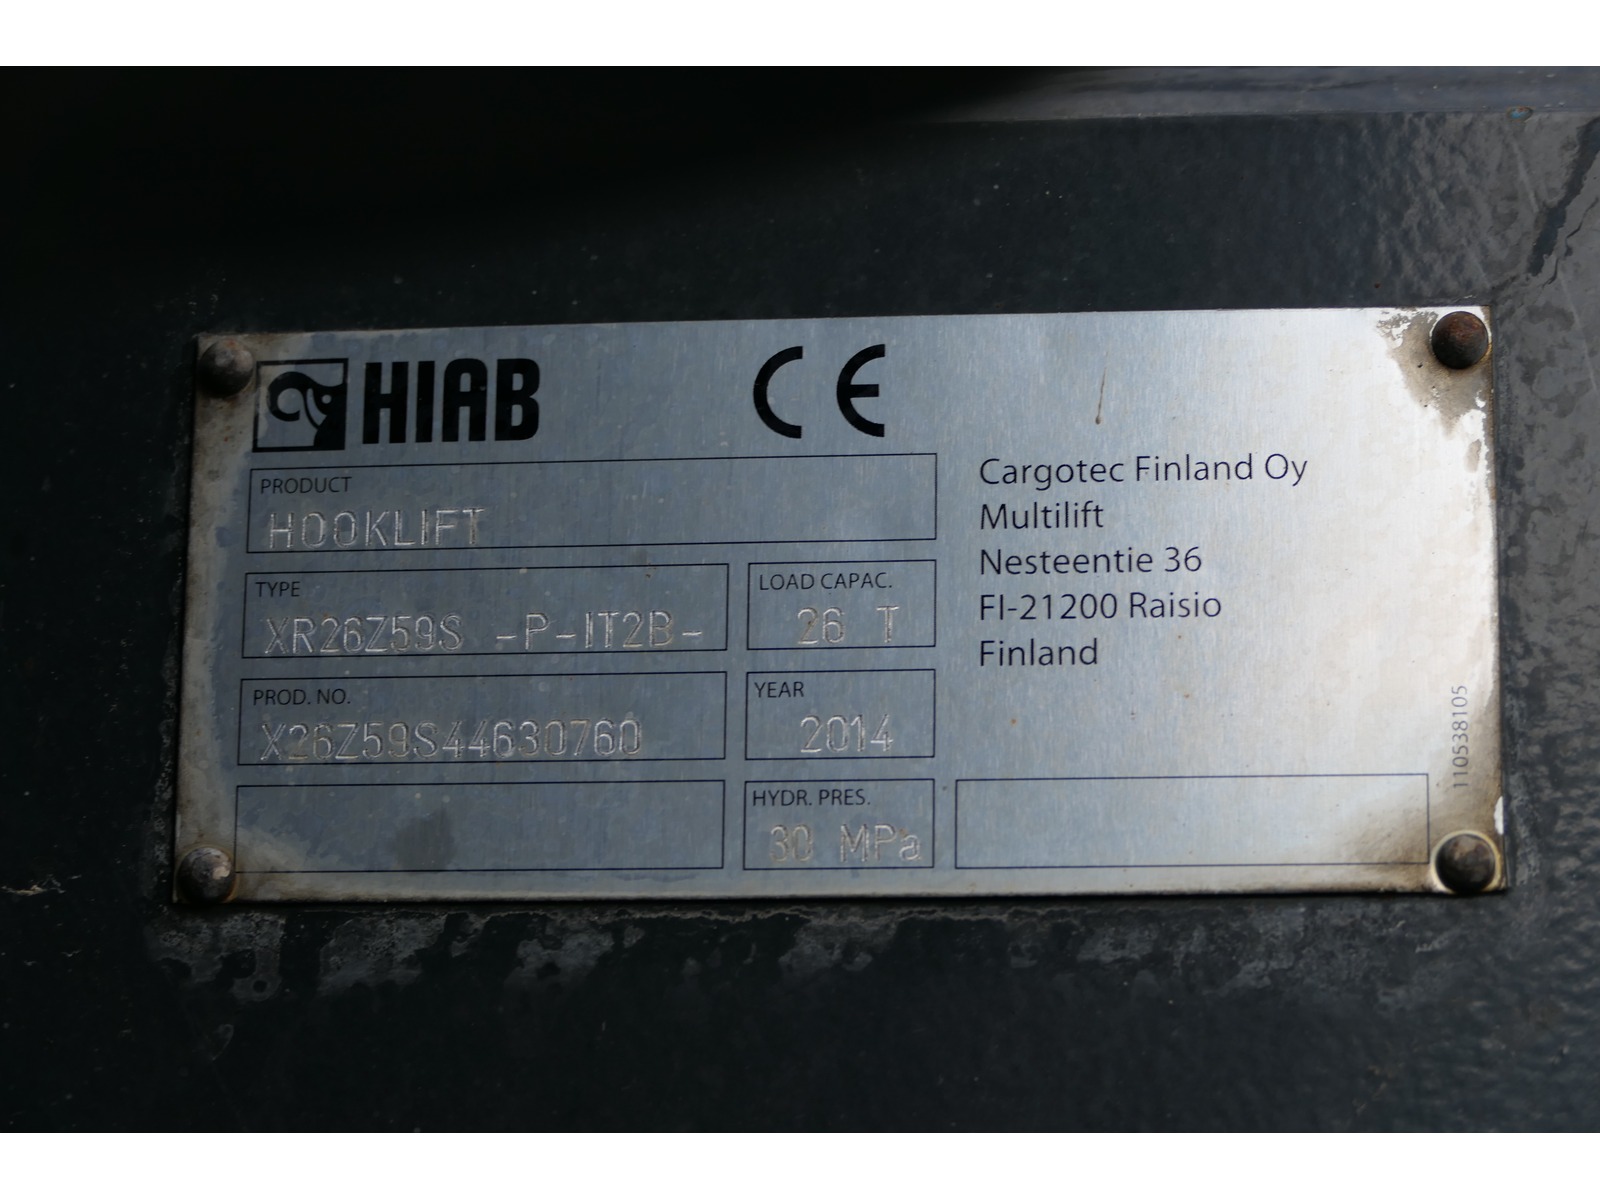 HIAB
CE
PRODUCT
HOOKLIFT
TYPE
XR26Z59S -P-IT2B-
LOAD CAPAC.
26 T
PROD. NO.
X26Z59S44630760
YEAR
2014
HYDR. PRES.
30 MPa
Cargotec Finland Oy
Multilift
Nesteentie 36
FI-21200 Raisio
Finland
110538105